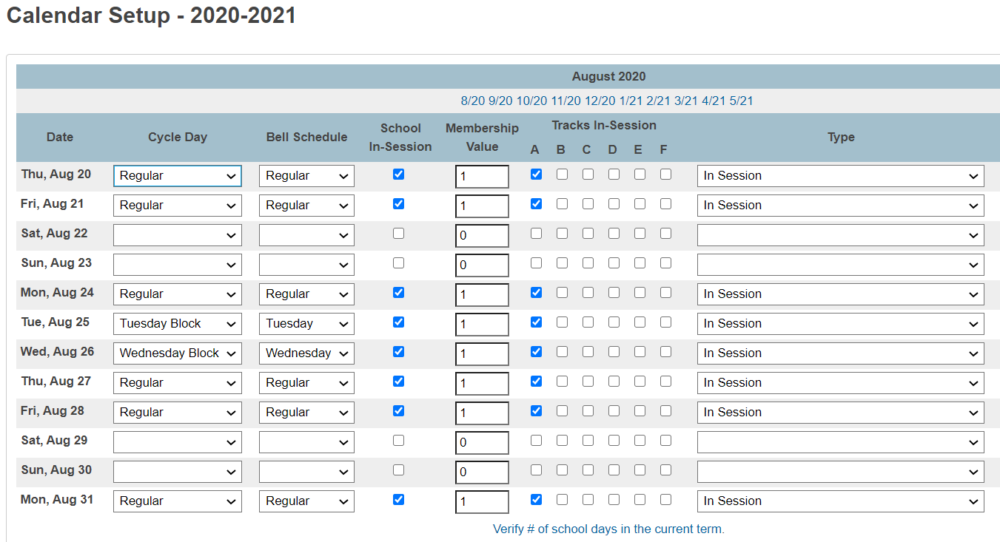 Calendar Setup - 2020-2021
August 2020
8/20 9/20 10/20 11/20 12/20 1/21 2/21 3/21 4/21 5/21
Date Cycle Day Bell Schedule School In-Session Membership Value Tracks In-Session Type
A B C D E F
Thu, Aug 20 Regular Regular 1 In Session
Fri, Aug 21 Regular Regular 1 In Session
Sat, Aug 22 0
Sun, Aug 23 0
Mon, Aug 24 Regular Regular 1 In Session
Tue, Aug 25 Tuesday Block Tuesday 1 In Session
Wed, Aug 26 Wednesday Block Wednesday 1 In Session
Thu, Aug 27 Regular Regular 1 In Session
Fri, Aug 28 Regular Regular 1 In Session
Sat, Aug 29 0
Sun, Aug 30 0
Mon, Aug 31 Regular Regular 1 In Session
Verify # of school days in the current term.